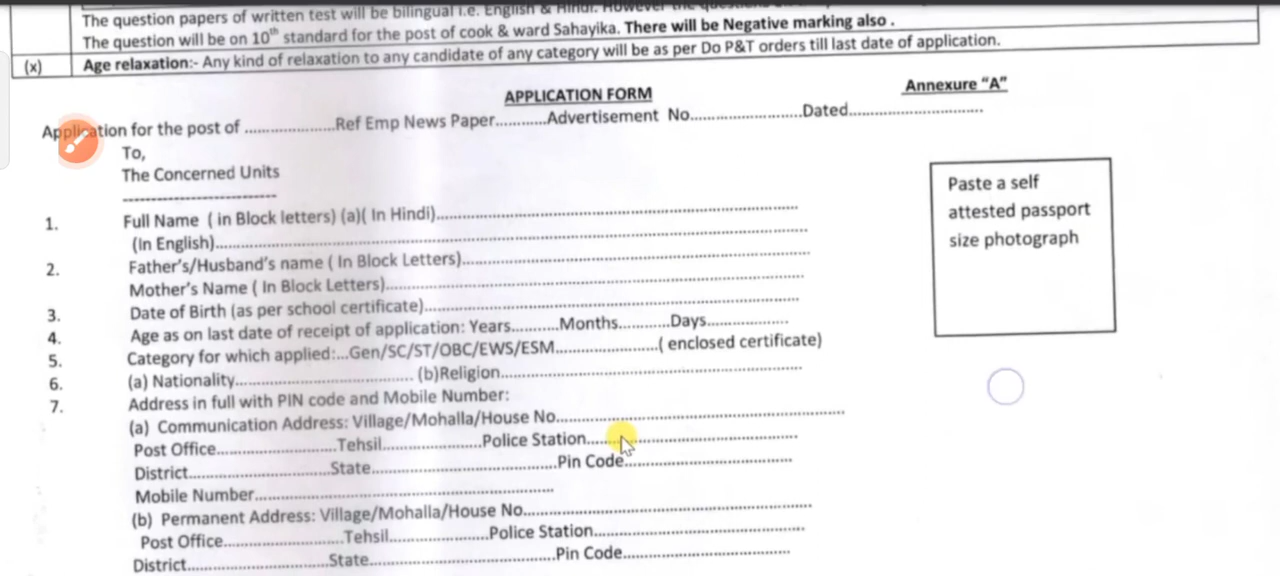 The question papers of written test will be bilingual i.e. English & Hindi. However the
The question will be on 10th standard for the post of cook & ward Sahayika. There will be Negative marking also .
(x) Age relaxation:- Any kind of relaxation to any candidate of any category will be as per Do P&T orders till last date of application.
Annexure “A”
APPLICATION FORM
Application for the post of ......................Ref Emp News Paper...........Advertisement No.........................Dated..............................
To,
The Concerned Units
----------------------------
1. Full Name ( in Block letters) (a)( In Hindi)..............................................................................
(In English)..............................................................................................................
2. Father’s/Husband’s name ( In Block Letters)........................................................................
Mother’s Name ( In Block Letters)......................................................................................
3. Date of Birth (as per school certificate)...............................................................................
4. Age as on last date of receipt of application: Years...........Months...........Days..................
5. Category for which applied:...Gen/SC/ST/OBC/EWS/ESM.......................( enclosed certificate)
6. (a) Nationality........................................ (b)Religion................................................................
7. Address in full with PIN code and Mobile Number:
(a) Communication Address: Village/Mohalla/House No..............................................................
Post Office...........................Tehsil......................Police Station..............................................
District................................State.........................................Pin Code....................................
Mobile Number..................................................................
(b) Permanent Address: Village/Mohalla/House No..............................................................
Post Office...........................Tehsil......................Police Station..............................................
District................................State.........................................Pin Code....................................
Paste a self
attested passport
size photograph